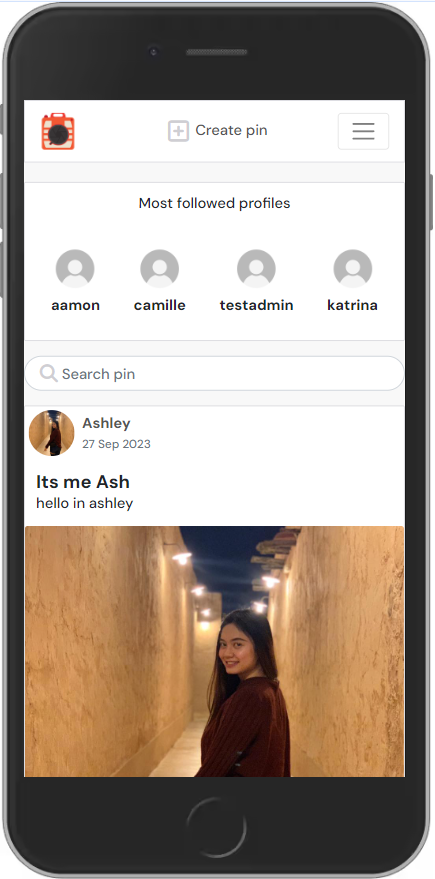 Create pin
Most followed profiles
aamon camille testadmin katrina
Search pin
Ashley
27 Sep 2023
Its me Ash
hello in ashley